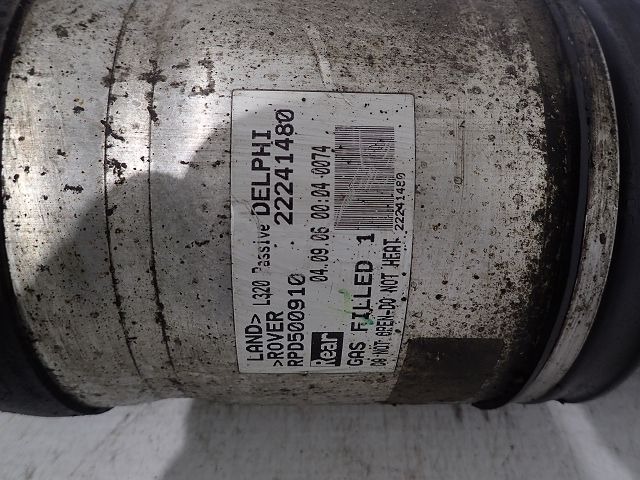 LAND> L320 Passive DELPHI
>ROVER 22241480
RPD500910 04.09.06 00:04 0074
Rear
GAS FILLED 1
DO NOT OPEN-DO NOT HEAT 22241480